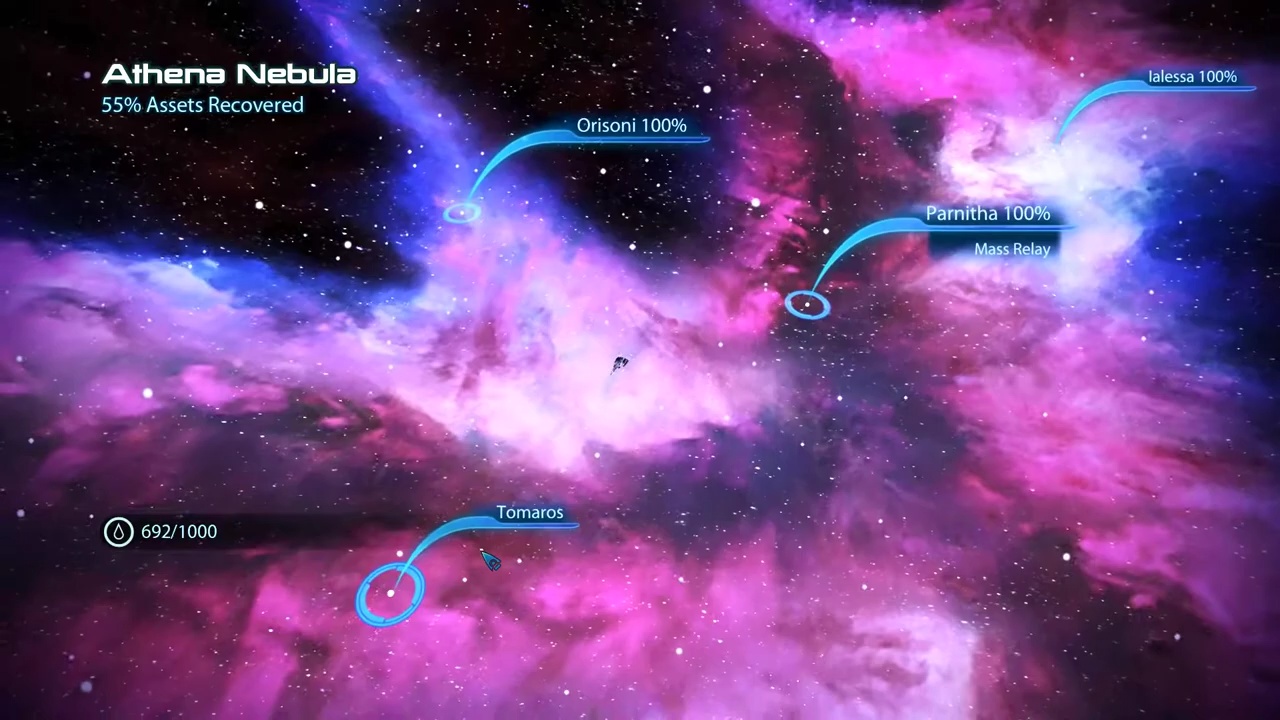 Athena Nebula
55% Assets Recovered
Ialessa 100%
Orisoni 100%
Parnitha 100%
Mass Relay
Tomaros
692/1000